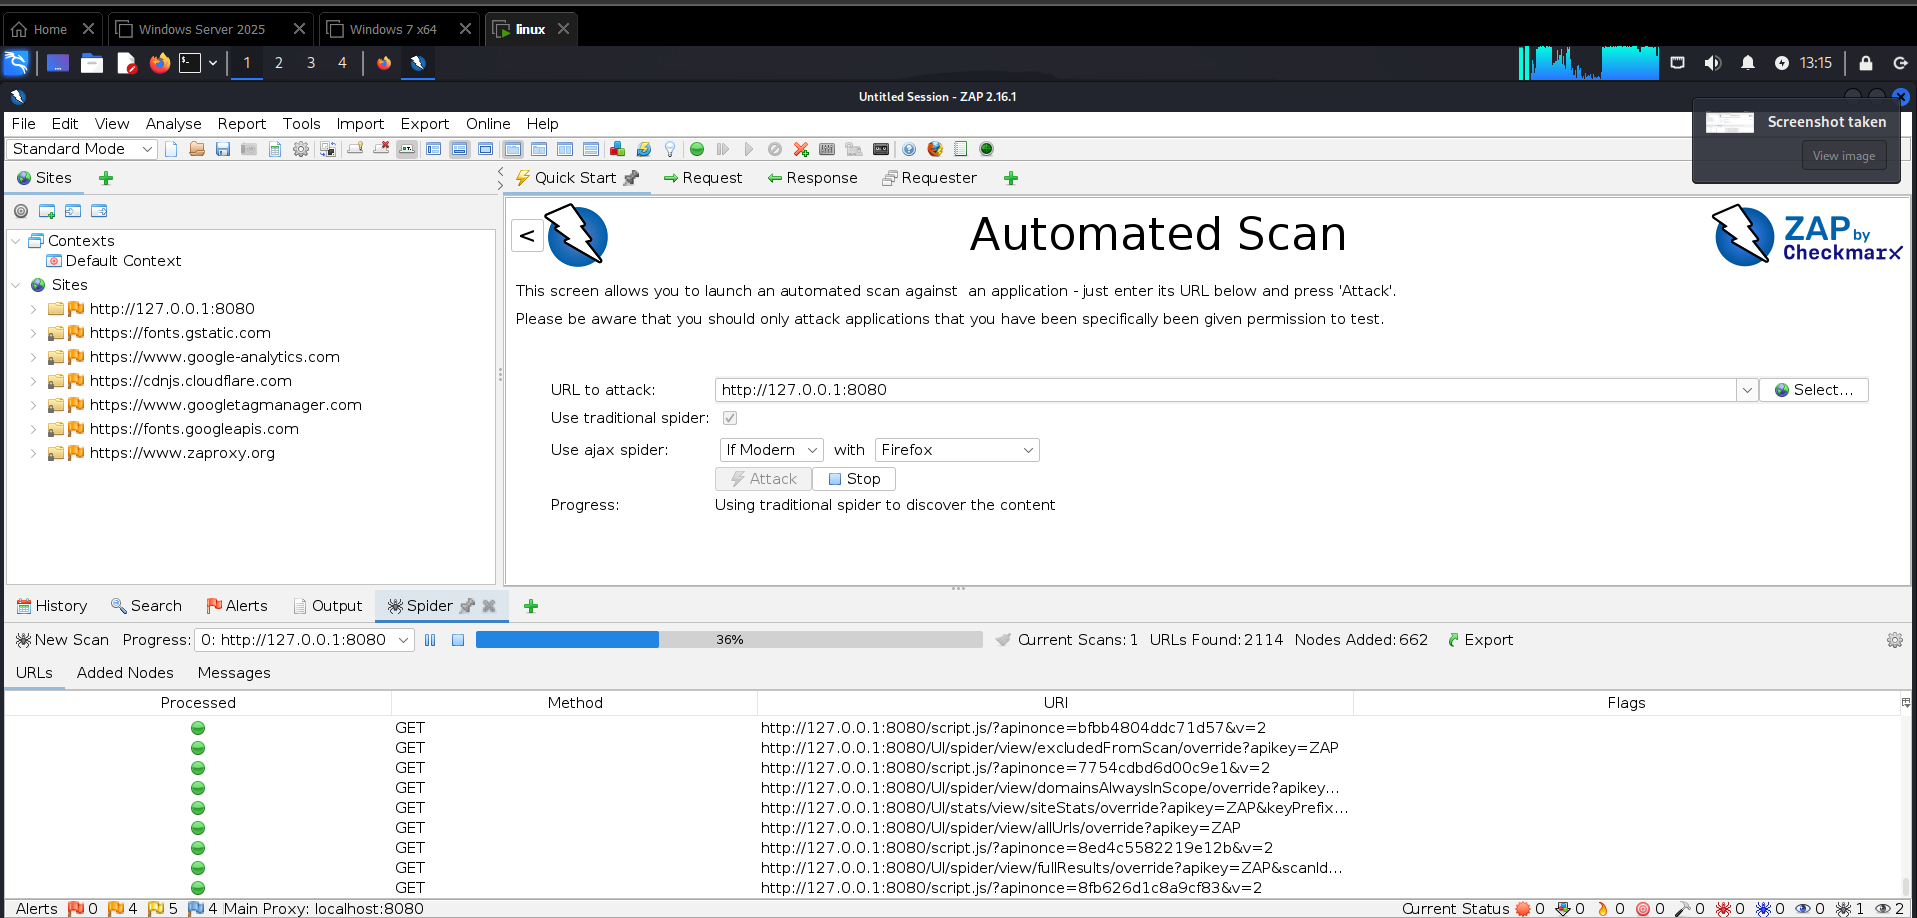 Home
Windows Server 2025
Windows 7 x64
linux
1 2 3 4
13:15
Untitled Session - ZAP 2.16.1
File Edit View Analyse Report Tools Import Export Online Help
Screenshot taken
View image
Standard Mode
Sites
Quick Start Request Response Requester
Contexts
Default Context
Sites
http://127.0.0.1:8080
https://fonts.gstatic.com
https://www.google-analytics.com
https://cdnjs.cloudflare.com
https://www.googletagmanager.com
https://fonts.googleapis.com
https://www.zaproxy.org
<
Automated Scan
ZAP by
Checkmarx
This screen allows you to launch an automated scan against  an application - just enter its URL below and press 'Attack'.
Please be aware that you should only attack applications that you have been specifically been given permission to test.
URL to attack: http://127.0.0.1:8080 Select...
Use traditional spider:
Use ajax spider: If Modern with Firefox
Attack Stop
Progress: Using traditional spider to discover the content
History Search Alerts Output Spider
New Scan Progress: 0: http://127.0.0.1:8080 36% Current Scans: 1 URLs Found: 2114 Nodes Added: 662 Export
URLs Added Nodes Messages
Processed Method URI Flags
GET http://127.0.0.1:8080/script.js/?apinonce=bfbb4804ddc71d57&v=2
GET http://127.0.0.1:8080/UI/spider/view/excludedFromScan/override?apikey=ZAP
GET http://127.0.0.1:8080/script.js/?apinonce=7754cdbd6d00c9e1&v=2
GET http://127.0.0.1:8080/UI/spider/view/domainsAlwaysInScope/override?apikey...
GET http://127.0.0.1:8080/UI/stats/view/siteStats/override?apikey=ZAP&keyPrefix...
GET http://127.0.0.1:8080/UI/spider/view/allUrls/override?apikey=ZAP
GET http://127.0.0.1:8080/script.js/?apinonce=8ed4c5582219e12b&v=2
GET http://127.0.0.1:8080/UI/spider/view/fullResults/override?apikey=ZAP&scanId...
GET http://127.0.0.1:8080/script.js/?apinonce=8fb626d1c8a9cf83&v=2
Alerts 0 4 5 4 Main Proxy: localhost:8080 Current Status 0 0 0 0 0 0 0 0 1 2